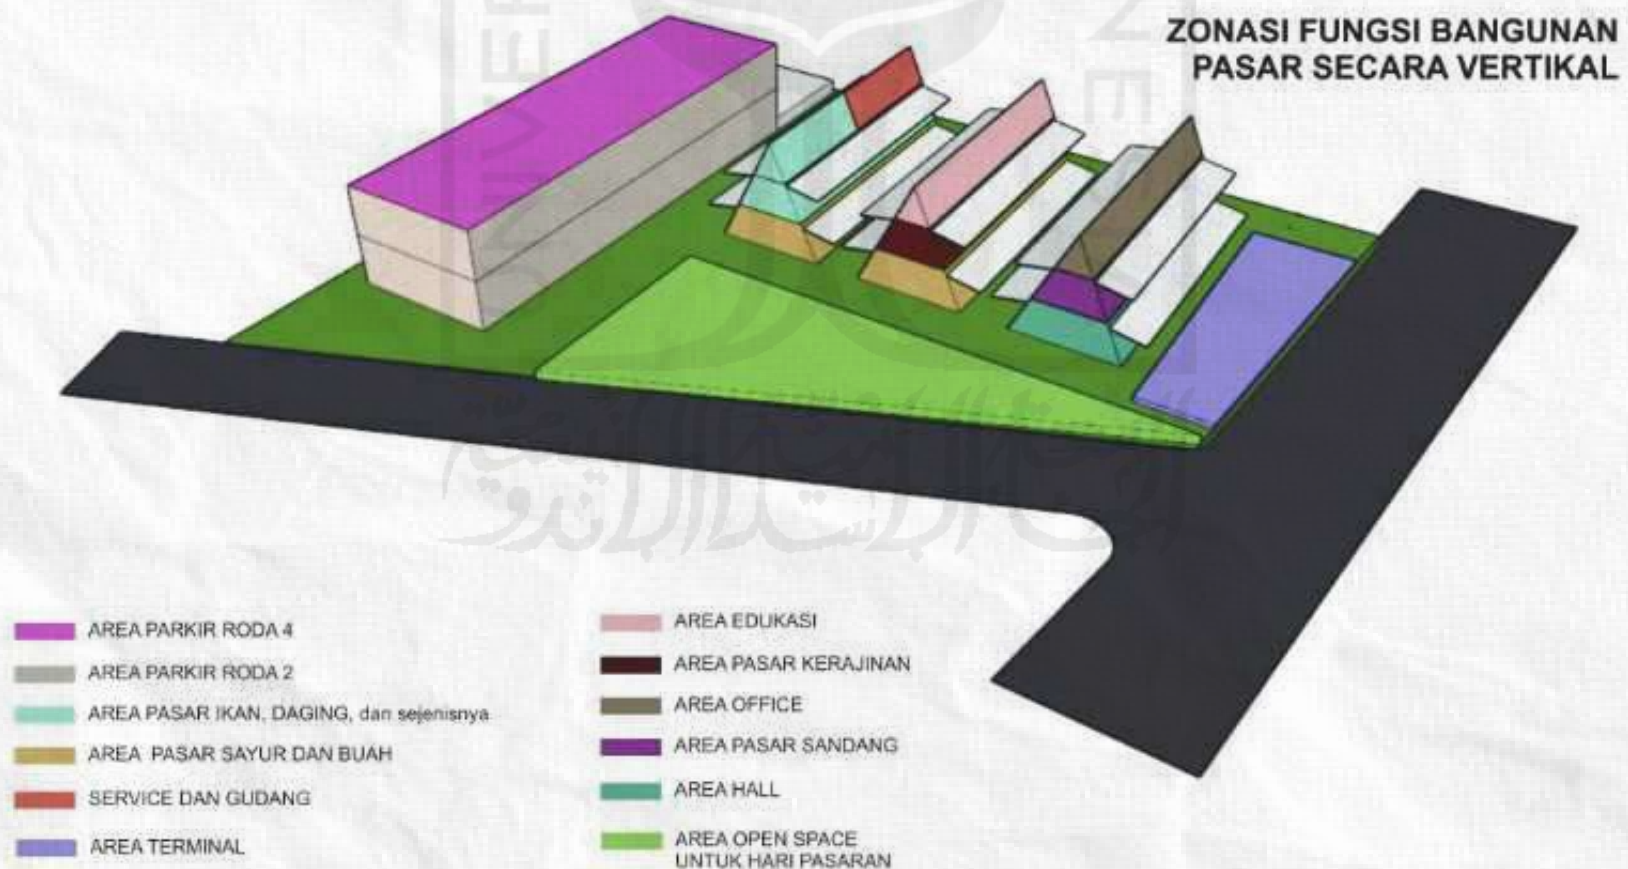 ZONASI FUNGSI BANGUNAN
PASAR SECARA VERTIKAL
AREA PARKIR RODA 4
AREA PARKIR RODA 2
AREA PASAR IKAN, DAGING, dan sejenisnya
AREA PASAR SAYUR DAN BUAH
SERVICE DAN GUDANG
AREA TERMINAL
AREA EDUKASI
AREA PASAR KERAJINAN
AREA OFFICE
AREA PASAR SANDANG
AREA HALL
AREA OPEN SPACE
UNTUK HARI PASARAN